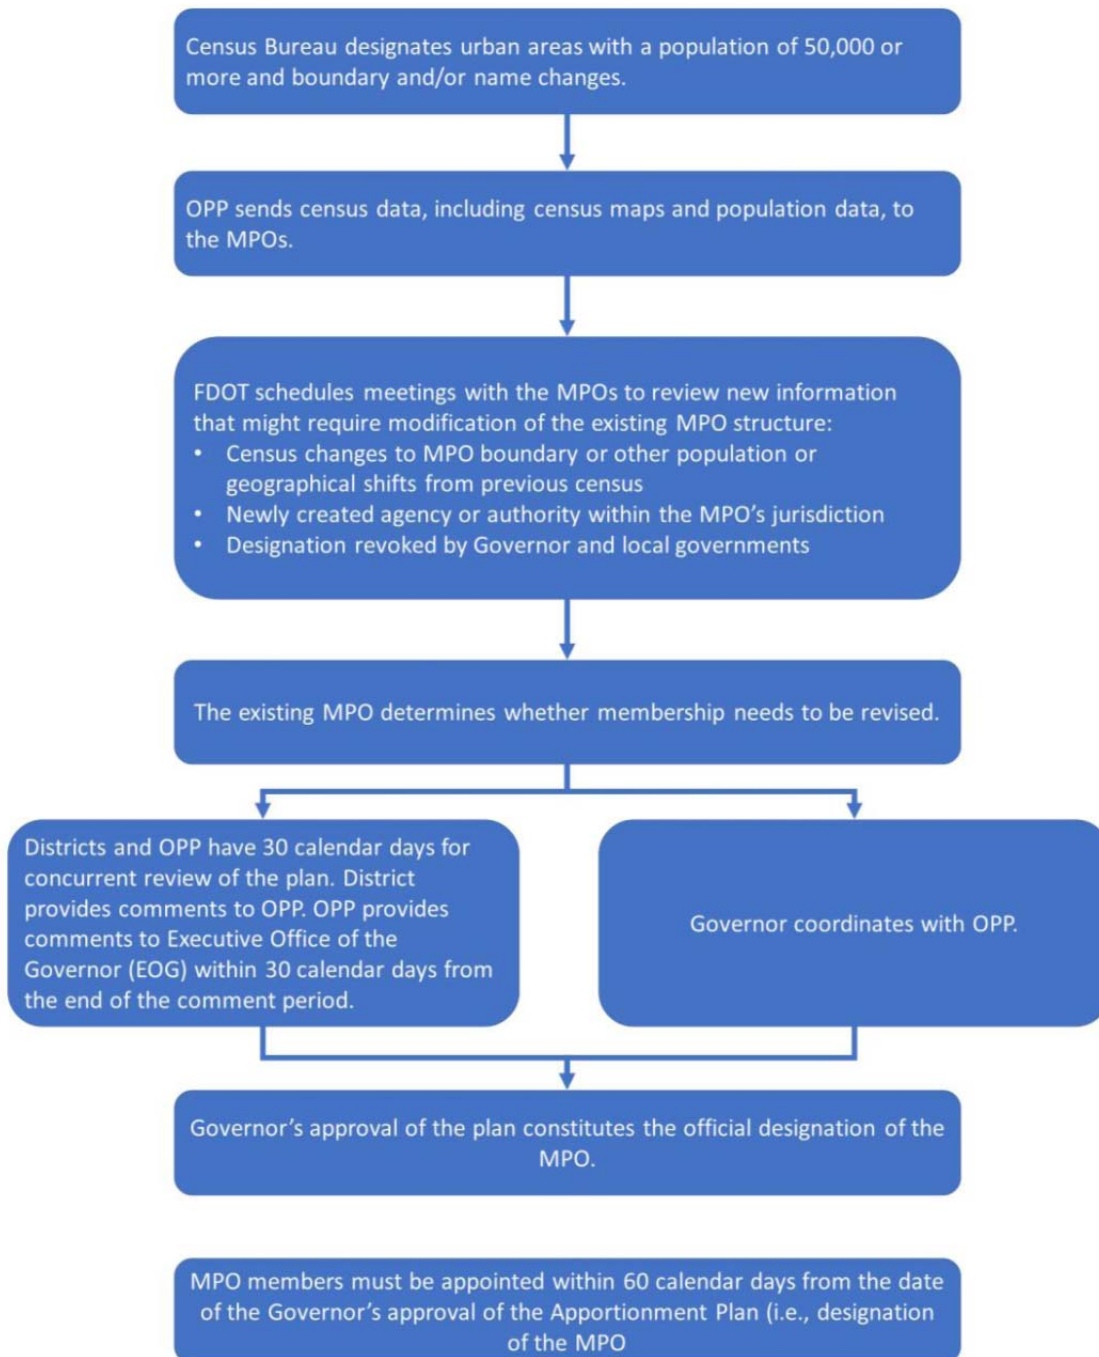 Census Bureau designates urban areas with a population of 50,000 or
more and boundary and/or name changes.
OPP sends census data, including census maps and population data, to
the MPOs.
FDOT schedules meetings with the MPOs to review new information
that might require modification of the existing MPO structure:
• Census changes to MPO boundary or other population or
geographical shifts from previous census
• Newly created agency or authority within the MPO’s jurisdiction
• Designation revoked by Governor and local governments
The existing MPO determines whether membership needs to be revised.
Districts and OPP have 30 calendar days for
concurrent review of the plan. District
provides comments to OPP. OPP provides
comments to Executive Office of the
Governor (EOG) within 30 calendar days from
the end of the comment period.
Governor coordinates with OPP.
Governor’s approval of the plan constitutes the official designation of the
MPO.
MPO members must be appointed within 60 calendar days from the date
of the Governor’s approval of the Apportionment Plan (i.e., designation
of the MPO